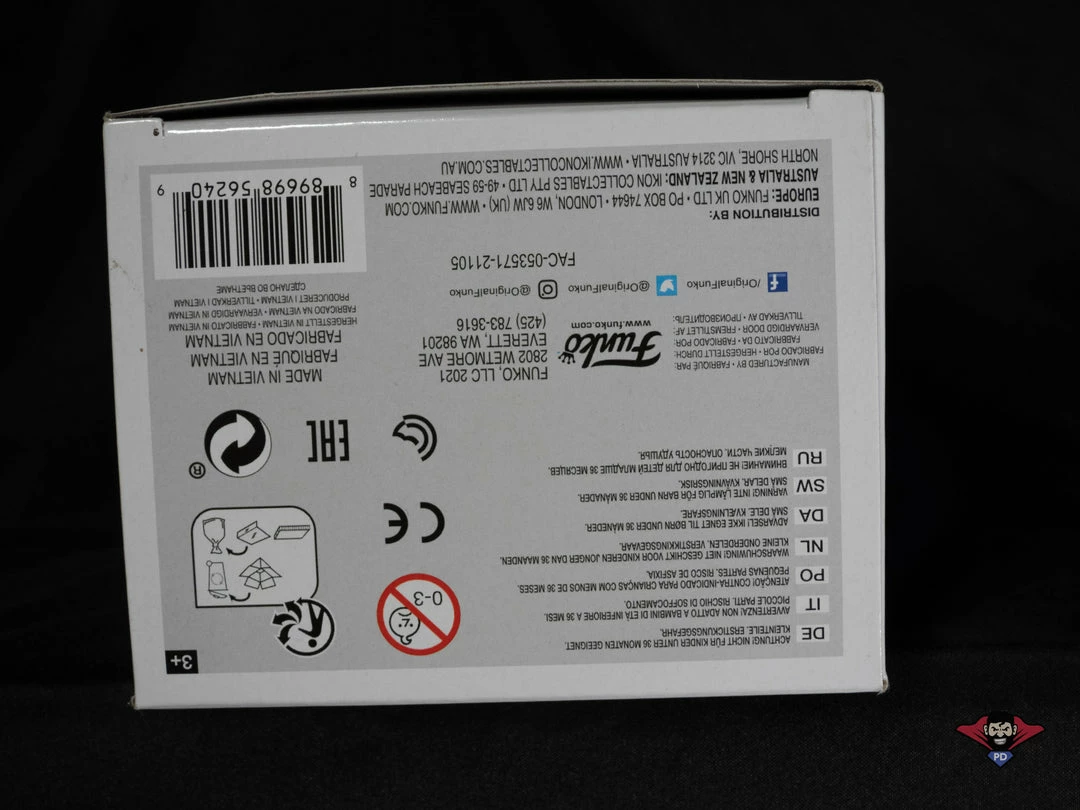 DE
ACHTUNG! NICHT FÜR KINDER UNTER 36 MONATEN GEEIGNET.
KLEINTEILE. ERSTICKUNGSGEFAHR.
IT
AVVERTENZA! NON ADATTO A BAMBINI DI ETÀ INFERIORE A 36 MESI.
PICCOLE PARTI. RISCHIO DI SOFFOCAMENTO.
PO
ATENÇÃO! CONTRA-INDICADO PARA CRIANÇAS COM MENOS DE 36 MESES.
PEQUENAS PARTES. RISCO DE ASFIXIA.
NL
WAARSCHUWING! NIET GESCHIKT VOOR KINDEREN JONGER DAN 36 MAANDEN.
KLEINE ONDERDELEN. VERSTIKKINGSGEVAAR.
DA
ADVARSEL! IKKE EGNET TIL BØRN UNDER 36 MÅNEDER.
SMÅ DELE. KVÆLNINGSFARE.
SW
VARNING! INTE LÄMPLIG FÖR BARN UNDER 36 MÅNADER.
SMÅ DELAR. KVÄVNINGSRISK.
RU
ВНИМАНИЕ! НЕ ПРИГОДНО ДЛЯ ДЕТЕЙ МЛАДШЕ 36 МЕСЯЦЕВ.
МЕЛКИЕ ЧАСТИ. ОПАСНОСТЬ УДУШЬЯ.
0-3
3+
CE
EAC
®
MANUFACTURED BY • FABRIQUÉ PAR:
FABRICADO POR • HERGESTELLT DURCH:
FABRICATO DA • FABRICADO POR:
VERVAARDIGD DOOR • FREMSTILLET AF:
TILLVERKAD AV • ПРОИЗВОДИТЕЛЬ:
Funko
www.funko.com
FUNKO, LLC 2021
2802 WETMORE AVE
EVERETT, WA 98201
(425) 783-3616
MADE IN VIETNAM
FABRIQUÉ EN VIETNAM
FABRICADO EN VIETNAM
HERGESTELLT IN VIETNAM • FABBRICATO IN VIETNAM
FABRICADO NA VIETNAM • VERVAARDIGD IN VIETNAM
PRODUCERET I VIETNAM • TILLVERKAD I VIETNAM
СДЕЛАНО ВО ВЬЕТНАМЕ
/OriginalFunko @OriginalFunko @OriginalFunko
FAC-053571-21105
DISTRIBUTION BY:
EUROPE: FUNKO UK LTD • PO BOX 74644 • LONDON, W6 6JW (UK) • WWW.FUNKO.COM
AUSTRALIA & NEW ZEALAND: IKON COLLECTABLES PTY LTD • 49-59 SEABEACH PARADE
NORTH SHORE, VIC 3214 AUSTRALIA • WWW.IKONCOLLECTABLES.COM.AU
8 89698 56240 9
PD